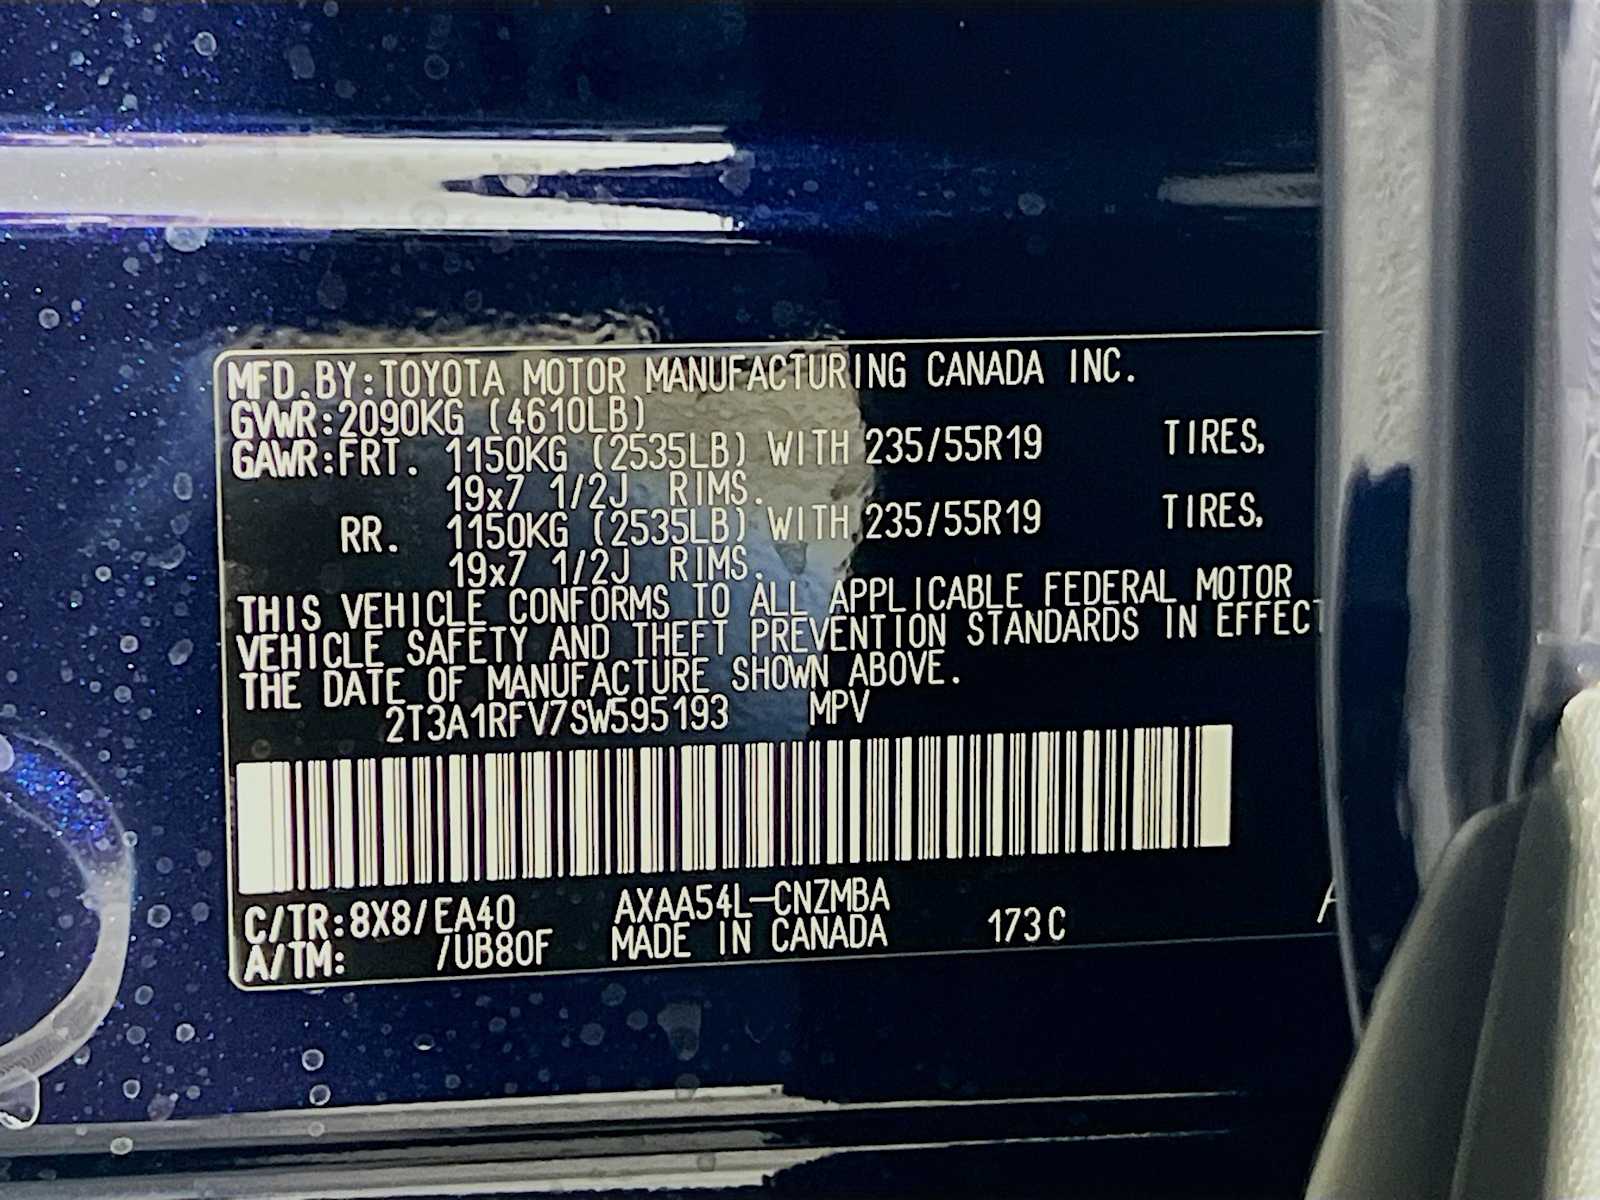 MFD.BY:TOYOTA MOTOR MANUFACTURING CANADA INC.
GVWR:2090KG (4610LB)
GAWR:FRT. 1150KG (2535LB) WITH 235/55R19 TIRES,
19x7 1/2J RIMS.
RR. 1150KG (2535LB) WITH 235/55R19 TIRES,
19x7 1/2J RIMS.
THIS VEHICLE CONFORMS TO ALL APPLICABLE FEDERAL MOTOR
VEHICLE SAFETY AND THEFT PREVENTION STANDARDS IN EFFECT
THE DATE OF MANUFACTURE SHOWN ABOVE.
2T3A1RFV7SW595193 MPV
C/TR:8X8/EA40 AXAA54L-CNZMBA
A/TM: /UB80F MADE IN CANADA 173C